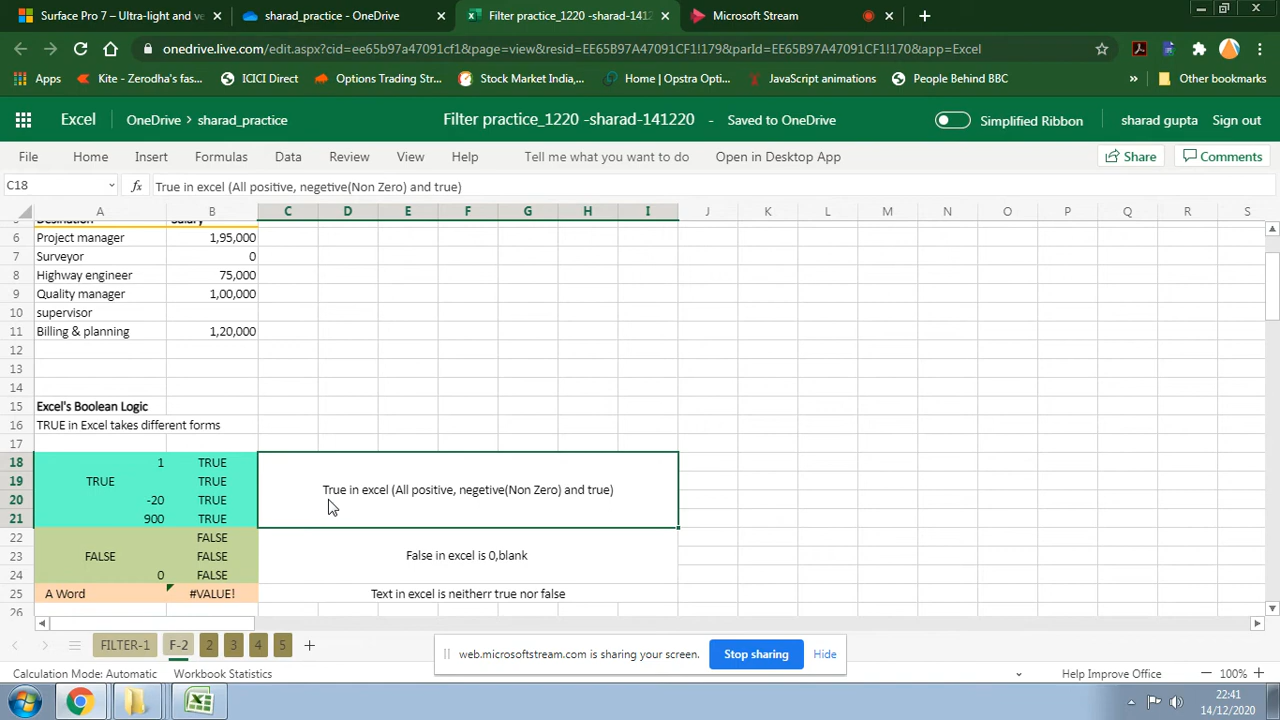 Surface Pro 7 – Ultra-light and ve
sharad_practice - OneDrive
Filter practice_1220 -sharad-141
Microsoft Stream
onedrive.live.com/edit.aspx?cid=ee65b97a47091cf1&page=view&resid=EE65B97A47091CF1!179&parId=EE65B97A47091CF1!170&app=Excel
Apps
Kite - Zerodha's fas...
ICICI Direct
Options Trading Str...
Stock Market India,...
Home | Opstra Opti...
JavaScript animations
People Behind BBC
Other bookmarks
Excel
OneDrive
sharad_practice
Filter practice_1220 -sharad-141220 - Saved to OneDrive
Simplified Ribbon
sharad gupta
Sign out
File Home Insert Formulas Data Review View Help Tell me what you want to do Open in Desktop App Share Comments
C18 fx True in excel (All positive, negetive(Non Zero) and true)
A B C D E F G H I J K L M N O P Q R S
5 Desination Salary
6 Project manager 1,95,000
7 Surveyor 0
8 Highway engineer 75,000
9 Quality manager 1,00,000
10 supervisor
11 Billing & planning 1,20,000
12
13
14
15 Excel's Boolean Logic
16 TRUE in Excel takes different forms
17
18 1 TRUE
19 TRUE TRUE
True in excel (All positive, negetive(Non Zero) and true)
20 -20 TRUE
21 900 TRUE
22 FALSE
23 FALSE FALSE False in excel is 0,blank
24 0 FALSE
25 A Word #VALUE! Text in excel is neitherr true nor false
26
FILTER-1 F-2 2 3 4 5
web.microsoftstream.com is sharing your screen.
Stop sharing
Hide
Calculation Mode: Automatic Workbook Statistics
Help Improve Office
100%
22:41
14/12/2020